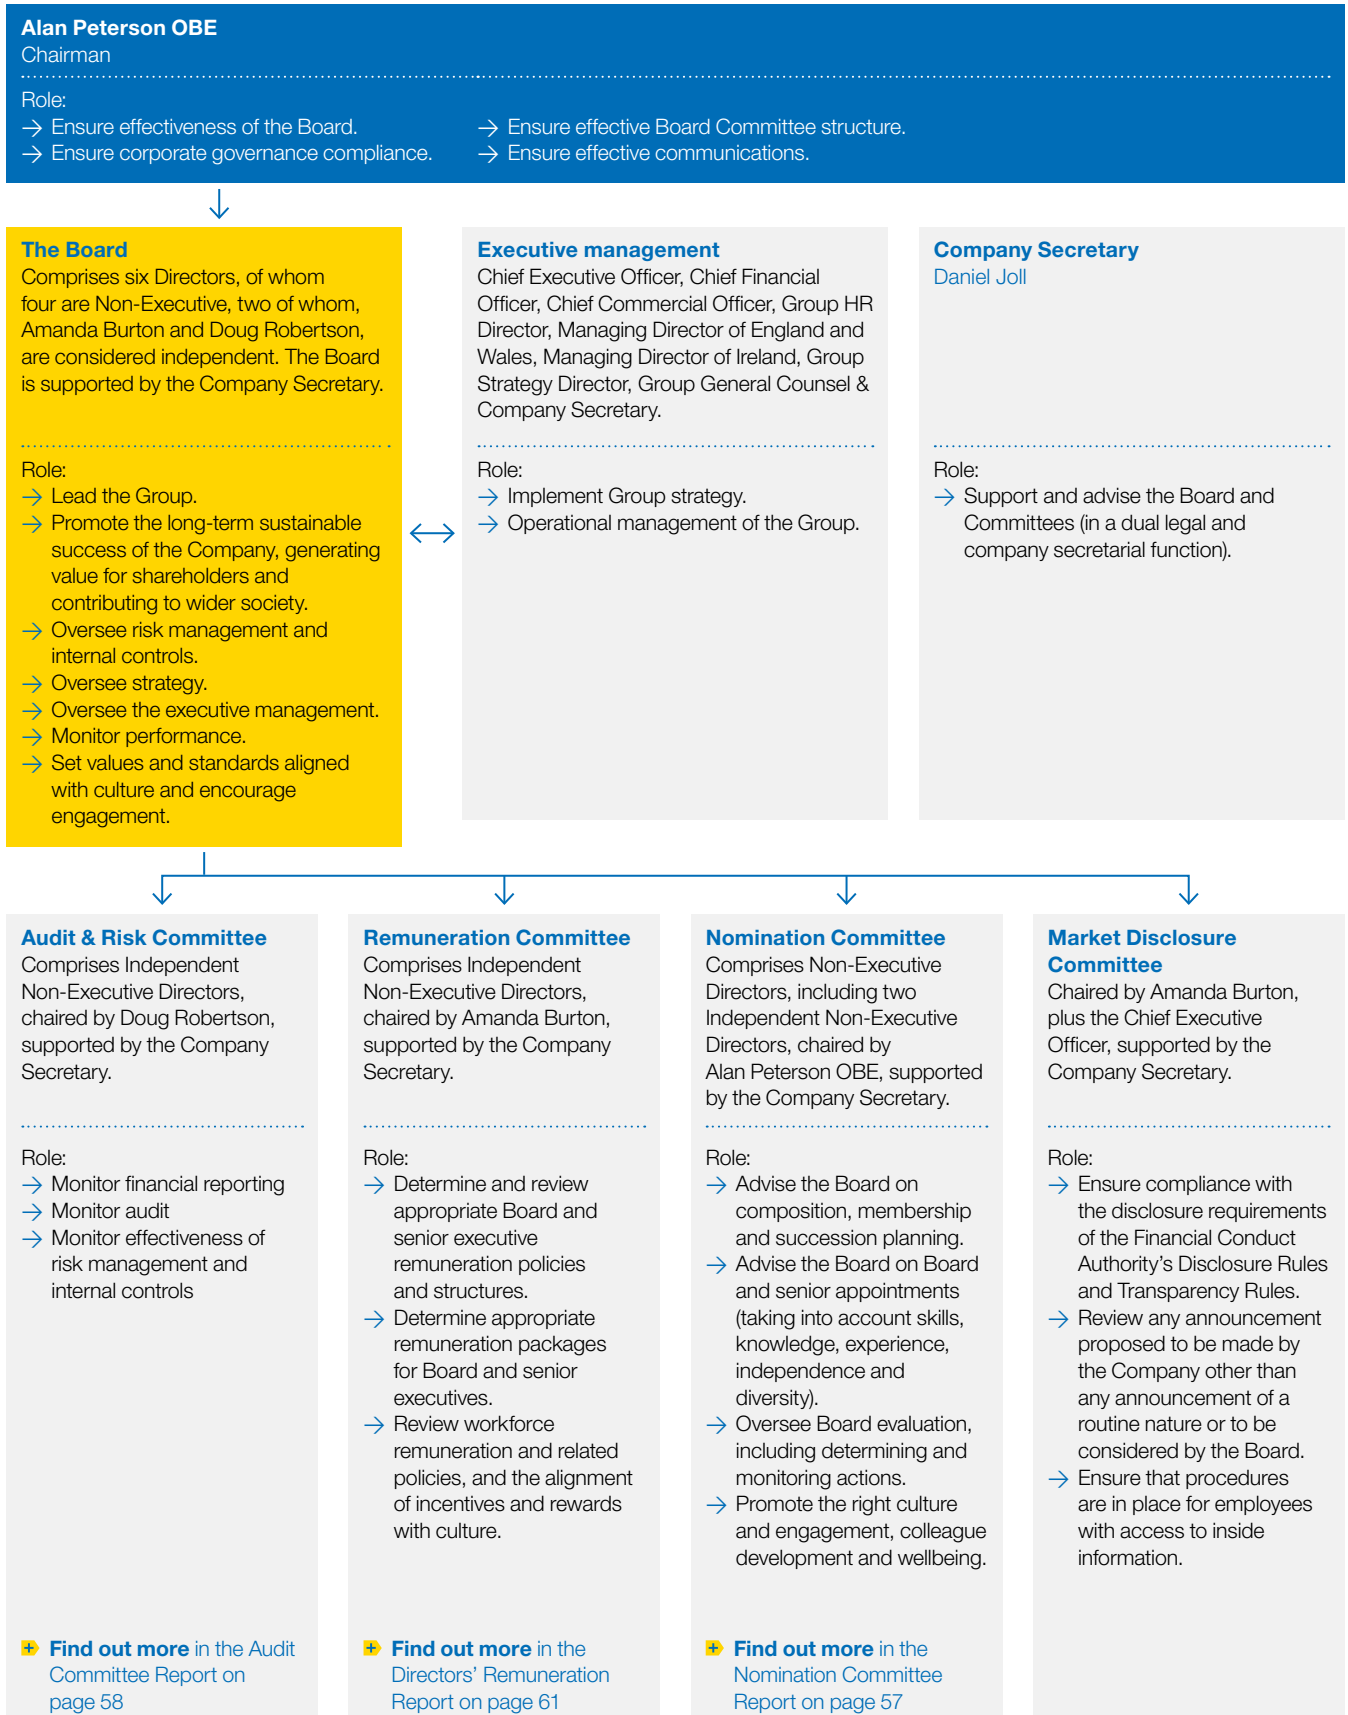 Alan Peterson OBE
Chairman
Role:
→ Ensure effectiveness of the Board.
→ Ensure corporate governance compliance.
→ Ensure effective Board Committee structure.
→ Ensure effective communications.
The Board
Comprises six Directors, of whom
four are Non-Executive, two of whom,
Amanda Burton and Doug Robertson,
are considered independent. The Board
is supported by the Company Secretary.
Role:
→ Lead the Group.
→ Promote the long-term sustainable
success of the Company, generating
value for shareholders and
contributing to wider society.
→ Oversee risk management and
internal controls.
→ Oversee strategy.
→ Oversee the executive management.
→ Monitor performance.
→ Set values and standards aligned
with culture and encourage
engagement.
Executive management
Chief Executive Officer, Chief Financial
Officer, Chief Commercial Officer, Group HR
Director, Managing Director of England and
Wales, Managing Director of Ireland, Group
Strategy Director, Group General Counsel &
Company Secretary.
Role:
→ Implement Group strategy.
→ Operational management of the Group.
Company Secretary
Daniel Joll
Role:
→ Support and advise the Board and
Committees (in a dual legal and
company secretarial function).
Audit & Risk Committee
Comprises Independent
Non-Executive Directors,
chaired by Doug Robertson,
supported by the Company
Secretary.
Role:
→ Monitor financial reporting
→ Monitor audit
→ Monitor effectiveness of
risk management and
internal controls
Find out more in the Audit
Committee Report on
page 58
Remuneration Committee
Comprises Independent
Non-Executive Directors,
chaired by Amanda Burton,
supported by the Company
Secretary.
Role:
→ Determine and review
appropriate Board and
senior executive
remuneration policies
and structures.
→ Determine appropriate
remuneration packages
for Board and senior
executives.
→ Review workforce
remuneration and related
policies, and the alignment
of incentives and rewards
with culture.
Find out more in the
Directors' Remuneration
Report on page 61
Nomination Committee
Comprises Non-Executive
Directors, including two
Independent Non-Executive
Directors, chaired by
Alan Peterson OBE, supported
by the Company Secretary.
Role:
→ Advise the Board on
composition, membership
and succession planning.
→ Advise the Board on Board
and senior appointments
(taking into account skills,
knowledge, experience,
independence and
diversity).
→ Oversee Board evaluation,
including determining and
monitoring actions.
→ Promote the right culture
and engagement, colleague
development and wellbeing.
Find out more in the
Nomination Committee
Report on page 57
Market Disclosure
Committee
Chaired by Amanda Burton,
plus the Chief Executive
Officer, supported by the
Company Secretary.
Role:
→ Ensure compliance with
the disclosure requirements
of the Financial Conduct
Authority's Disclosure Rules
and Transparency Rules.
→ Review any announcement
proposed to be made by
the Company other than
any announcement of a
routine nature or to be
considered by the Board.
→ Ensure that procedures
are in place for employees
with access to inside
information.